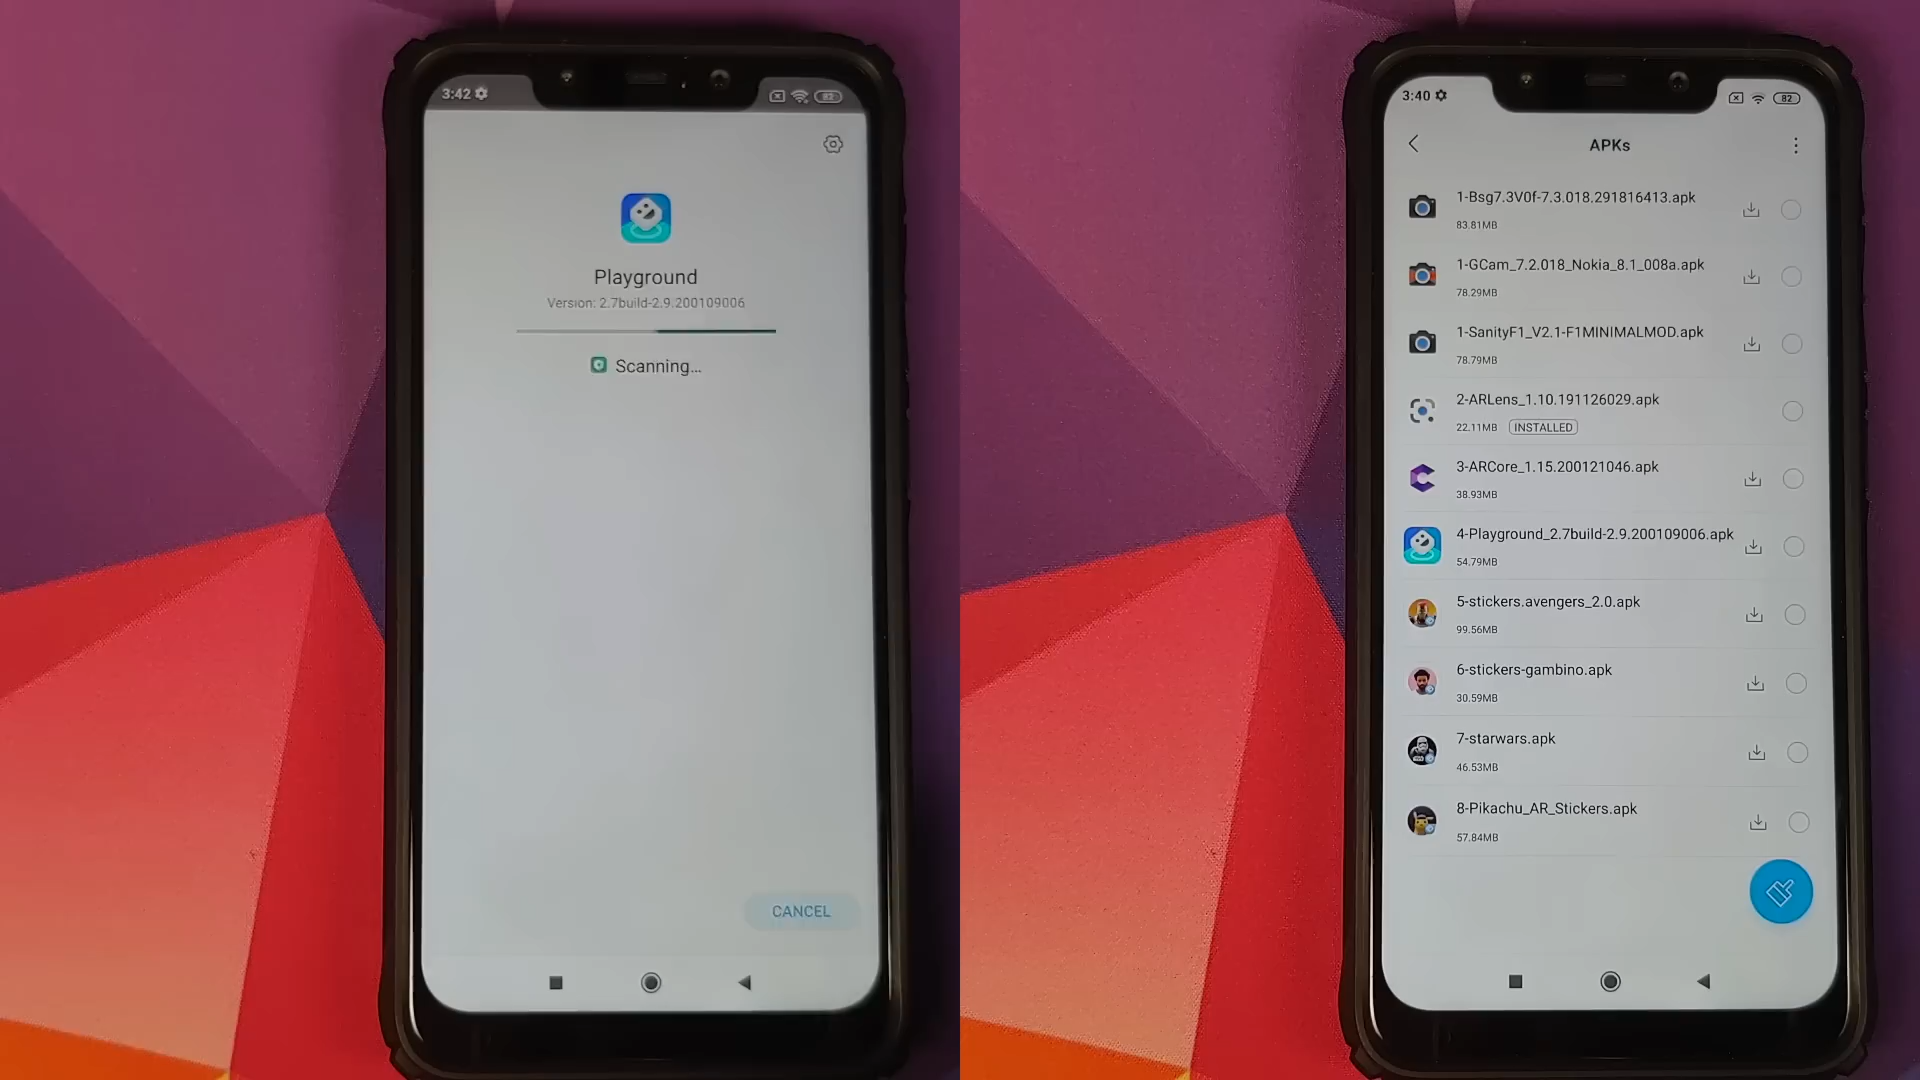 3:42
82
Playground
Version: 2.7build-2.9.200109006
Scanning...
CANCEL
3:40
82
APKs
1-Bsg7.3V0f-7.3.018.291816413.apk
83.81MB
1-GCam_7.2.018_Nokia_8.1_008a.apk
78.29MB
1-SanityF1_V2.1-F1MINIMALMOD.apk
78.79MB
2-ARLens_1.10.191126029.apk
22.11MB INSTALLED
3-ARCore_1.15.200121046.apk
38.93MB
4-Playground_2.7build-2.9.200109006.apk
54.79MB
5-stickers.avengers_2.0.apk
99.56MB
6-stickers-gambino.apk
30.59MB
7-starwars.apk
46.53MB
8-Pikachu_AR_Stickers.apk
57.84MB